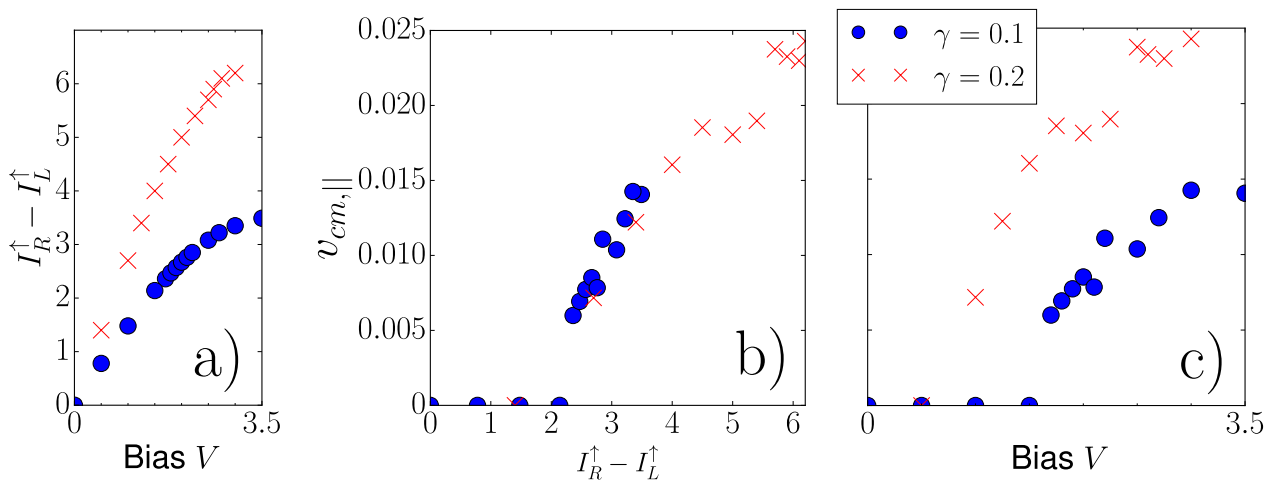 6
5
4
3
2
1
0
0 3.5
I_R^↑ − I_L^↑
Bias V
a)
0.025
0.020
0.015
0.010
0.005
0
0 1 2 3 4 5 6
v_{cm,||}
I_R^↑ − I_L^↑
b)
γ = 0.1
γ = 0.2
c)
0 3.5
Bias V